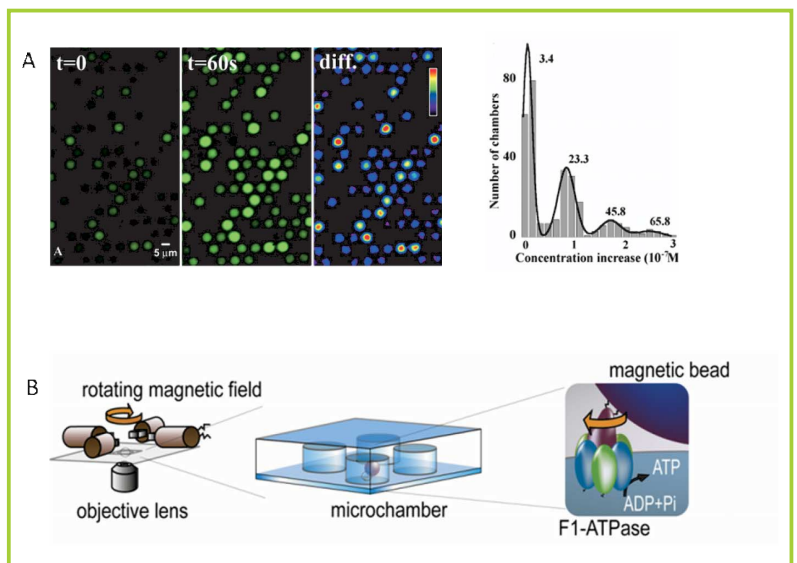 A
t=0
t=60s
diff.
A
5 μm
Number of chambers
80
40
0
3.4
23.3
45.8
65.8
0
1
2
3
Concentration increase (10⁻⁷M
B
rotating magnetic field
objective lens
microchamber
magnetic bead
ATP
ADP+Pi
F1-ATPase